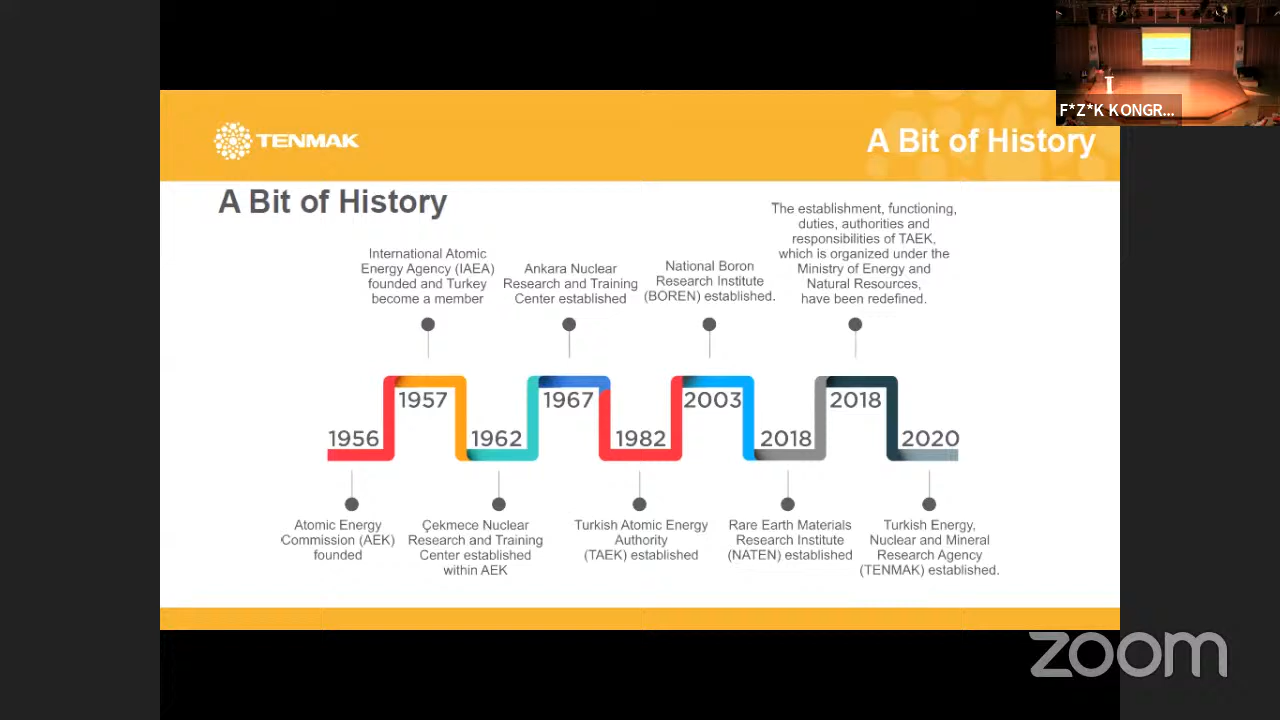 F*Z*K KONGR...
TENMAK
A Bit of History
A Bit of History
International Atomic
Energy Agency (IAEA)
founded and Turkey
become a member
Ankara Nuclear
Research and Training
Center established
National Boron
Research Institute
(BOREN) established.
The establishment, functioning,
duties, authorities and
responsibilities of TAEK,
which is organized under the
Ministry of Energy and
Natural Resources,
have been redefined.
1957
1967
2003
2018
1956
1962
1982
2018
2020
Atomic Energy
Commission (AEK)
founded
Çekmece Nuclear
Research and Training
Center established
within AEK
Turkish Atomic Energy
Authority
(TAEK) established
Rare Earth Materials
Research Institute
(NATEN) established
Turkish Energy,
Nuclear and Mineral
Research Agency
(TENMAK) established.
zoom